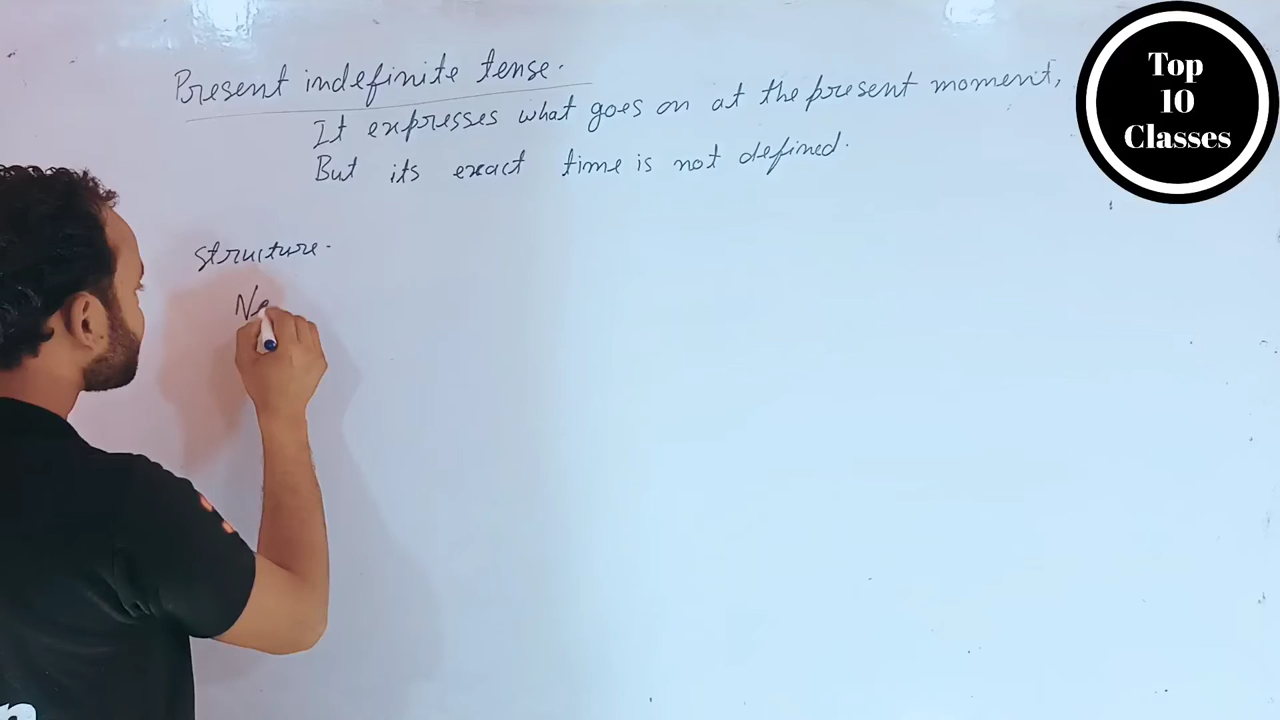 Present indefinite tense.
It expresses what goes on at the present moment,
But its exact time is not defined.
structure.
Ne
Top
10
Classes